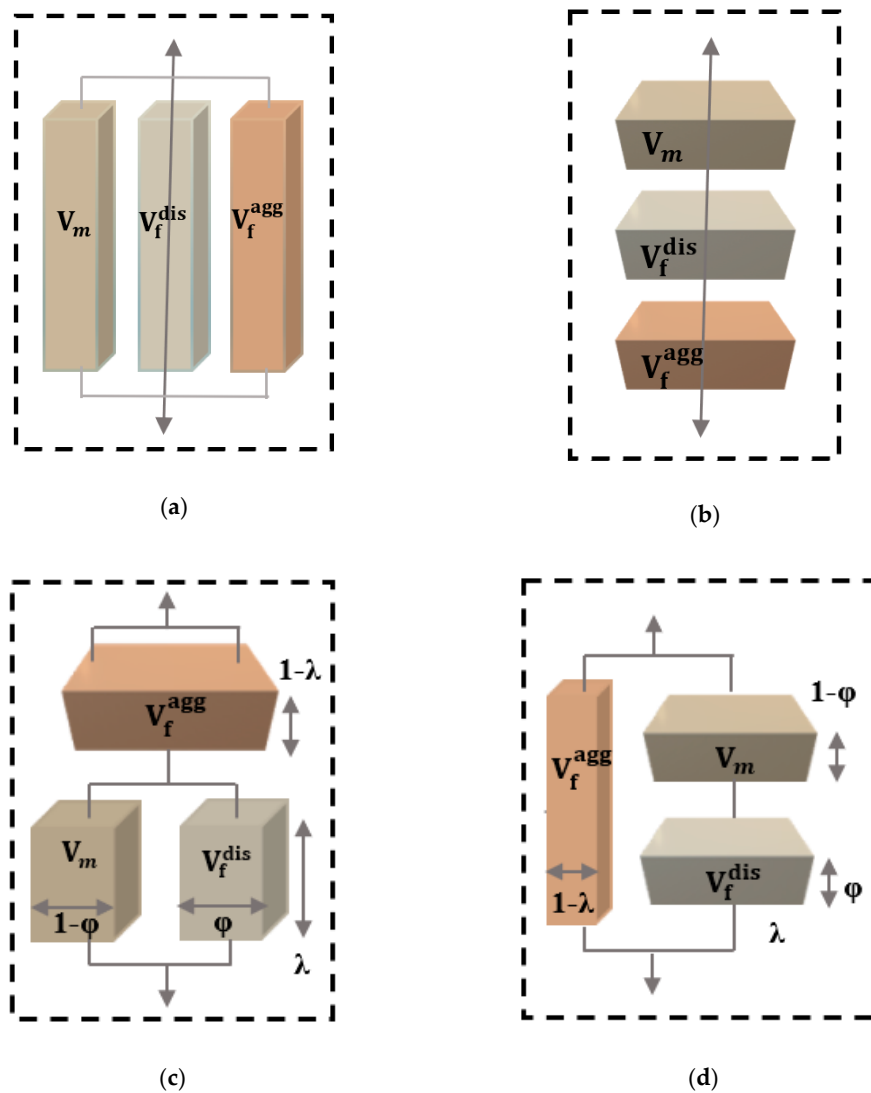 V_m V_f^dis V_f^agg
(a)
V_m
V_f^dis
V_f^agg
(b)
1-λ
V_f^agg
V_m V_f^dis
1-φ φ
λ
(c)
1-φ
V_f^agg V_m
V_f^dis
1-λ φ
λ
(d)